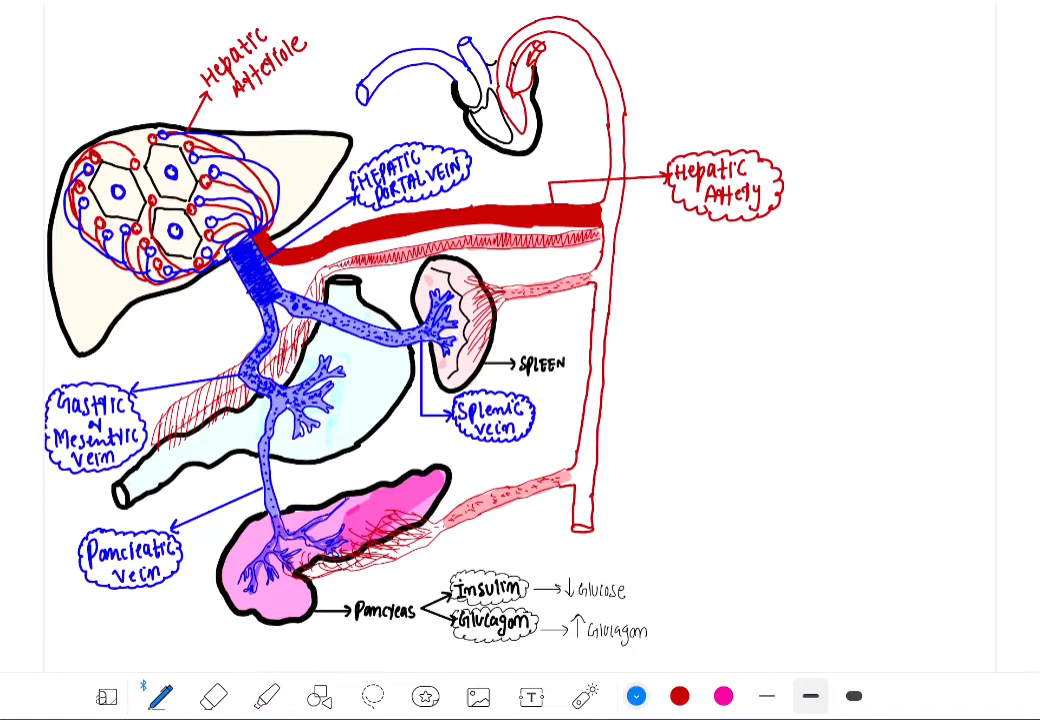 Hepatic
Arteriole
HEPATIC
PORTAL VEIN
Hepatic
Artery
SPLEEN
Gastric
&
Mesentric
vein
Splenic
vein
Pancreatic
vein
Insulin → ↓ Glucose
Pancreas
Glucagon → ↑ Glucagon
T